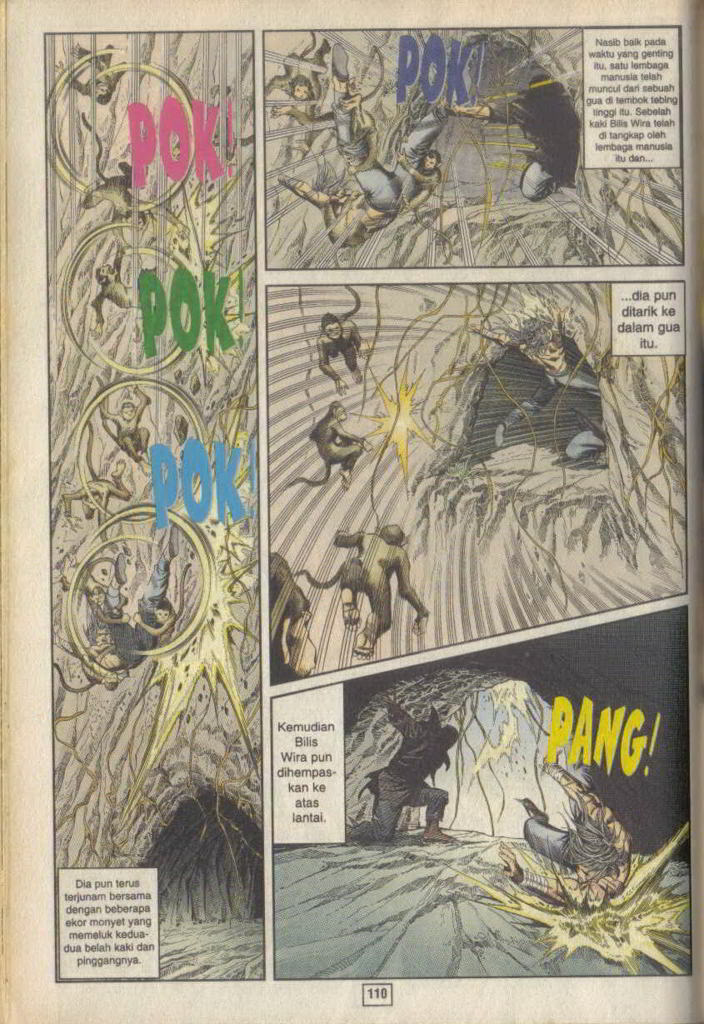 POK!
POK!
POK!
Dia pun terus
terjunam bersama
dengan beberapa
ekor monyet yang
memeluk kedua-
dua belah kaki dan
pinggangnya.
POK!
Nasib baik pada
waktu yang genting
itu, satu lembaga
manusia telah
muncul dari sebuah
gua di tembok tebing
tinggi itu. Sebelah
kaki Bilis Wira telah
di tangkap oleh
lembaga manusia
itu dan...
...dia pun
ditarik ke
dalam gua
itu.
Kemudian
Bilis
Wira pun
dihempas-
kan ke
atas
lantai.
PANG!
110